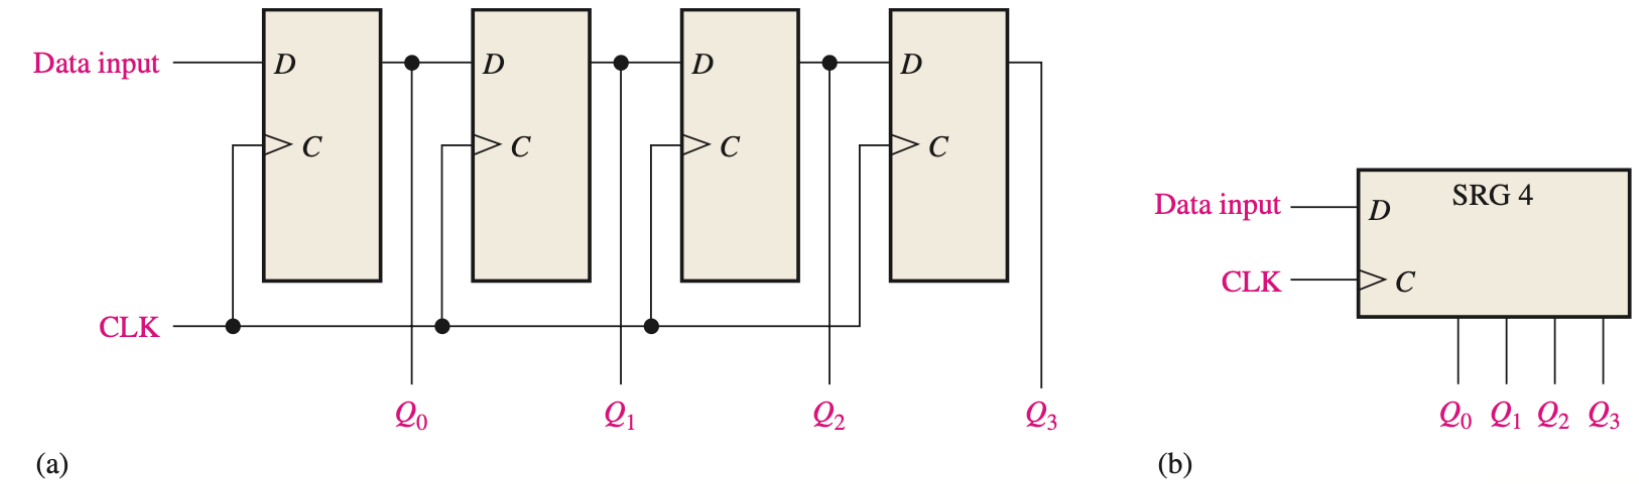 Data input D D D D
C C C C
CLK
Q0 Q1 Q2 Q3
(a)
SRG 4
Data input D
CLK C
Q0 Q1 Q2 Q3
(b)